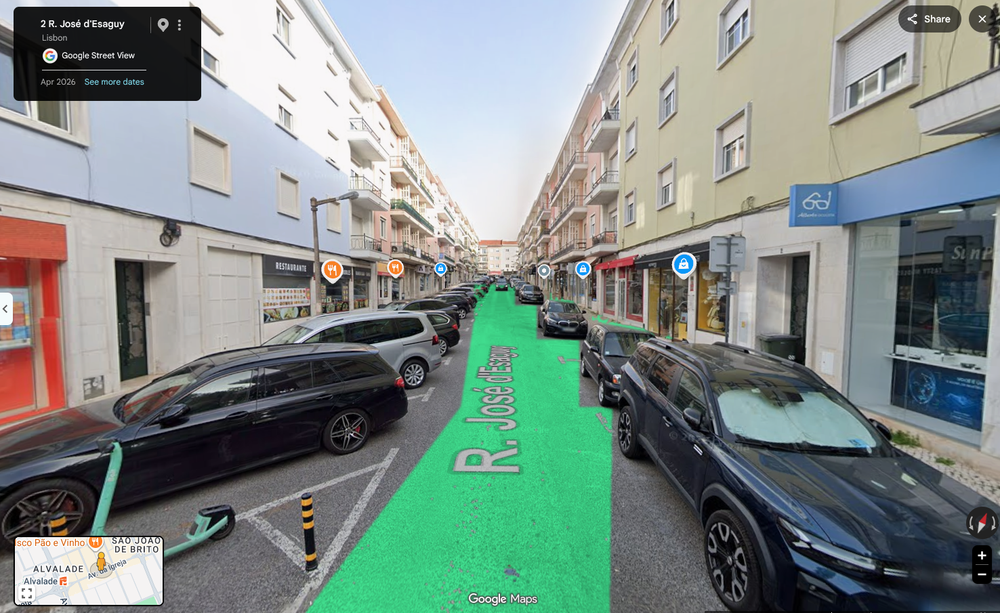 2 R. José d'Esaguy
Lisbon
Google Street View
Apr 2026 See more dates
Share
RESTAURANTE
R. José d'Esaguy
isco Pão e Vinho
SÃO JOÃO
DE BRITO
ALVALADE
Alvalade
Av. da Igreja
Google Maps